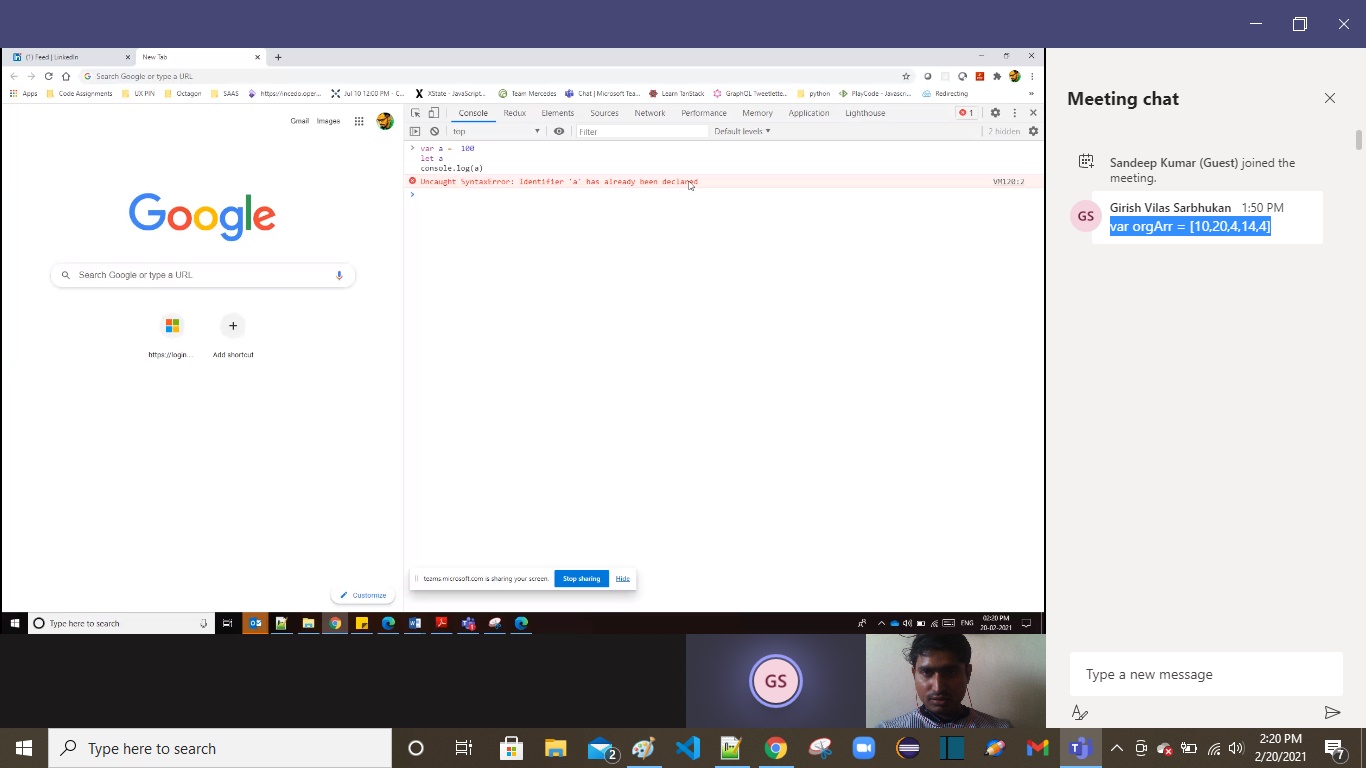 (1) Feed | LinkedIn
New Tab
Search Google or type a URL
Apps
Code Assignments
UX PIN
Octagon
SAAS
https://incedo.oper...
Jul 10 12:00 PM - C...
XState - JavaScript...
Team Mercedes
Chat | Microsoft Tea...
Learn TanStack
GraphQL Tweetlette...
python
PlayCode - Javascri...
Redirecting
»
Gmail Images
Console Redux Elements Sources Network Performance Memory Application Lighthouse
1
top
Filter
Default levels
2 hidden
> var a = 100
let a
console.log(a)
Uncaught SyntaxError: Identifier 'a' has already been declared
VM120:2
>
Google
Search Google or type a URL
https://login...
Add shortcut
teams.microsoft.com is sharing your screen.
Stop sharing
Hide
Customize
Type here to search
ENG
02:20 PM
20-02-2021
GS
Meeting chat
Sandeep Kumar (Guest) joined the
meeting.
GS
Girish Vilas Sarbhukan 1:50 PM
var orgArr = [10,20,4,14,4]
Type a new message
Type here to search
2
2:20 PM
2/20/2021
7